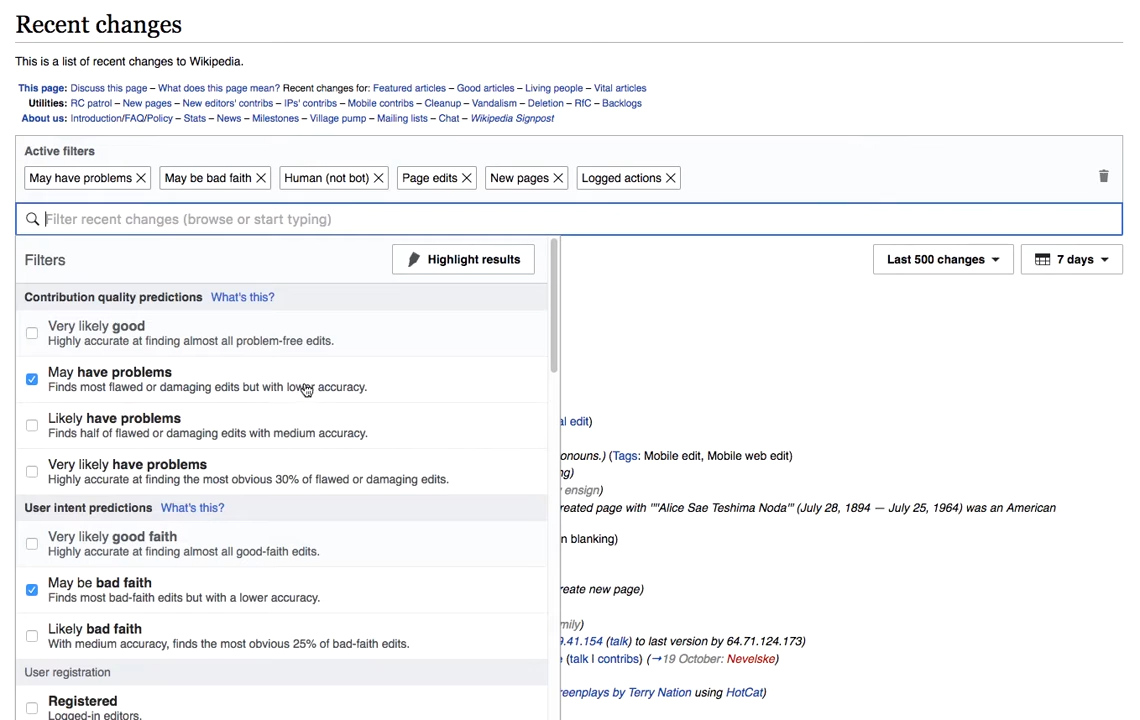 Recent changes
This is a list of recent changes to Wikipedia.
This page: Discuss this page – What does this page mean? Recent changes for: Featured articles – Good articles – Living people – Vital articles
Utilities: RC patrol – New pages – New editors' contribs – IPs' contribs – Mobile contribs – Cleanup – Vandalism – Deletion – RfC – Backlogs
About us: Introduction/FAQ/Policy – Stats – News – Milestones – Village pump – Mailing lists – Chat – Wikipedia Signpost
Active filters
May have problems × May be bad faith × Human (not bot) × Page edits × New pages × Logged actions ×
Filter recent changes (browse or start typing)
Filters Highlight results Last 500 changes 7 days
Contribution quality predictions What's this?
Very likely good
Highly accurate at finding almost all problem-free edits.
May have problems
Finds most flawed or damaging edits but with lower accuracy.
Likely have problems
Finds half of flawed or damaging edits with medium accuracy.
Very likely have problems
Highly accurate at finding the most obvious 30% of flawed or damaging edits.
User intent predictions What's this?
Very likely good faith
Highly accurate at finding almost all good-faith edits.
May be bad faith
Finds most bad-faith edits but with a lower accuracy.
Likely bad faith
With medium accuracy, finds the most obvious 25% of bad-faith edits.
User registration
Registered
Logged-in editors.
al edit)
onouns.) (Tags: Mobile edit, Mobile web edit)
ng)
ensign)
reated page with '"'Alice Sae Teshima Noda'"' (July 28, 1894 — July 25, 1964) was an American
n blanking)
reate new page)
mily)
9.41.154 (talk) to last version by 64.71.124.173)
(talk | contribs) (→19 October: Nevelske)
reenplays by Terry Nation using HotCat)